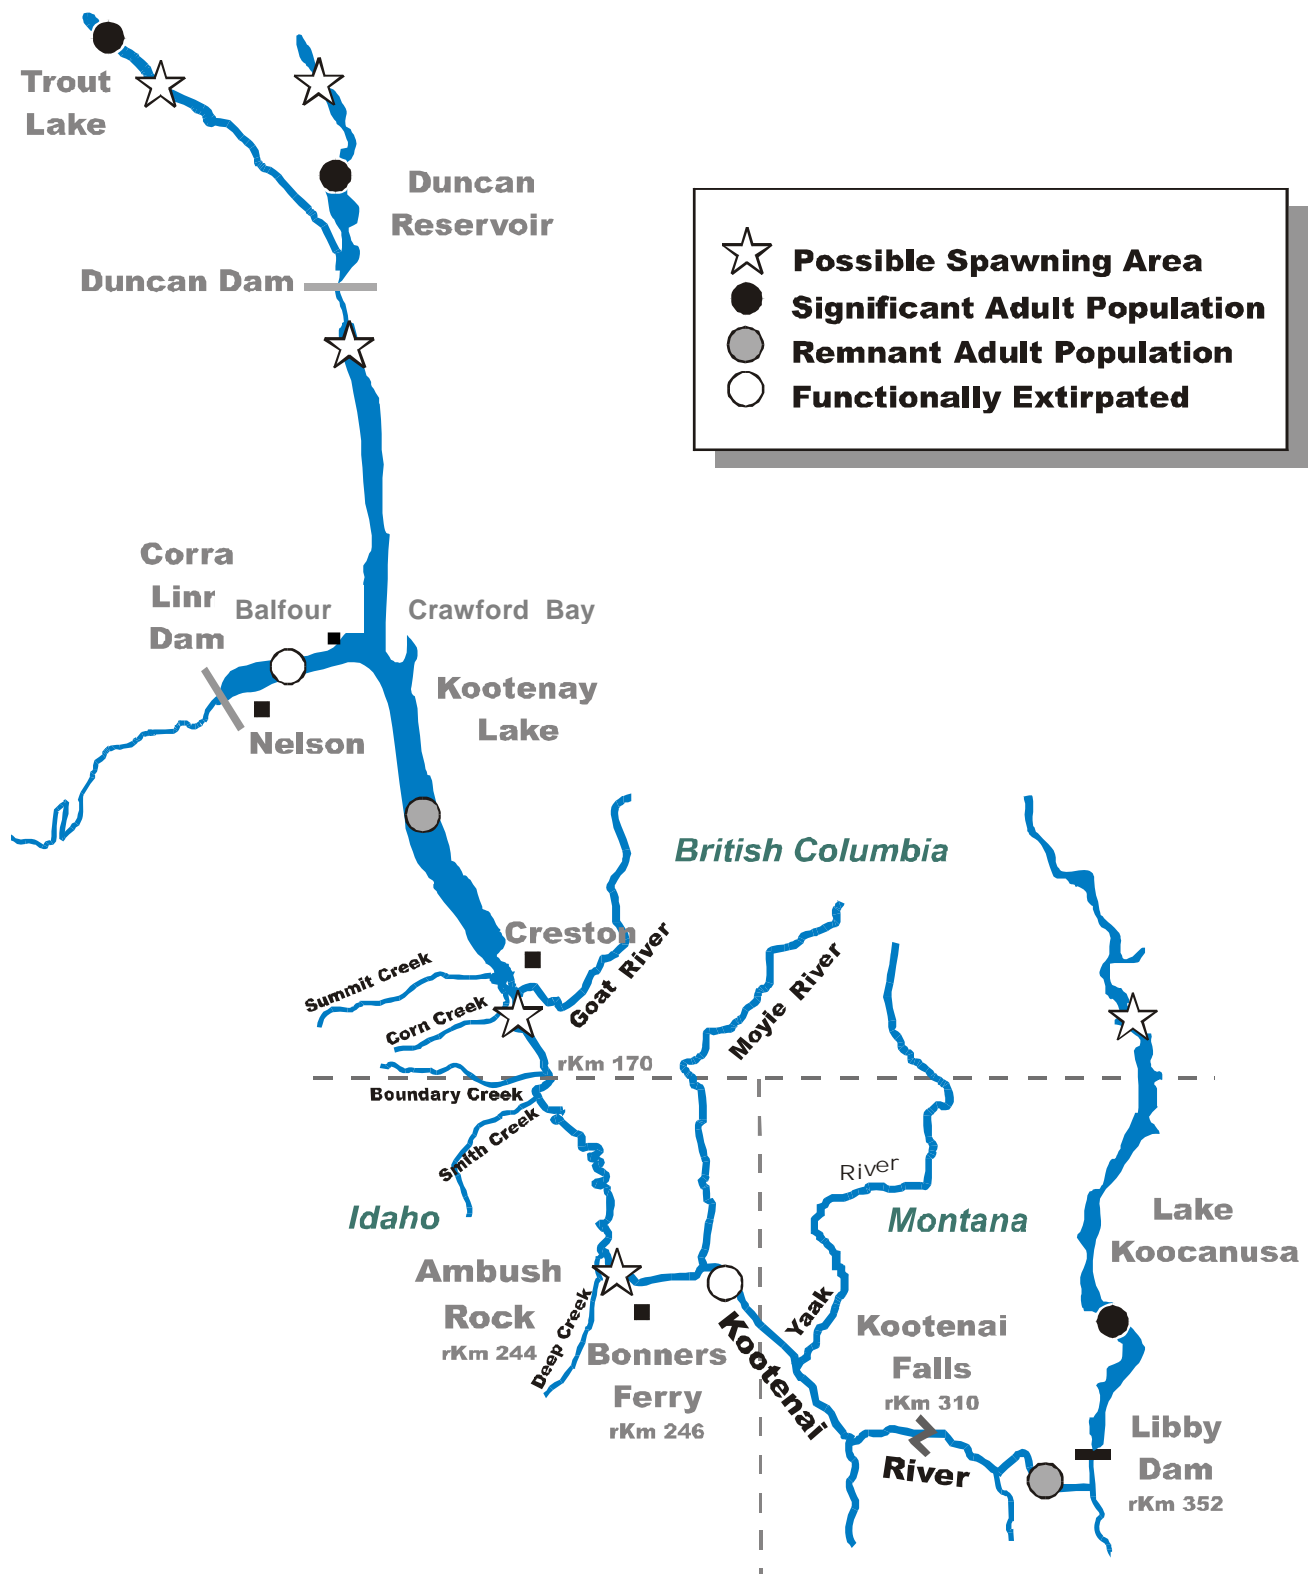 Trout
Lake
Duncan
Reservoir
Duncan Dam
Possible Spawning Area
Significant Adult Population
Remnant Adult Population
Functionally Extirpated
Corra
Linr
Dam
Balfour
Crawford Bay
Kootenay
Lake
Nelson
British Columbia
Creston
Summit Creek
Corn Creek
Goat River
Moyie River
rKm 170
Boundary Creek
Smith Creek
River
Yaak
Idaho
Montana
Lake
Koocanusa
Ambush
Rock
rKm 244
Deep Creek
Bonners
Ferry
rKm 246
Kootenai
River
Kootenai
Falls
rKm 310
Libby
Dam
rKm 352